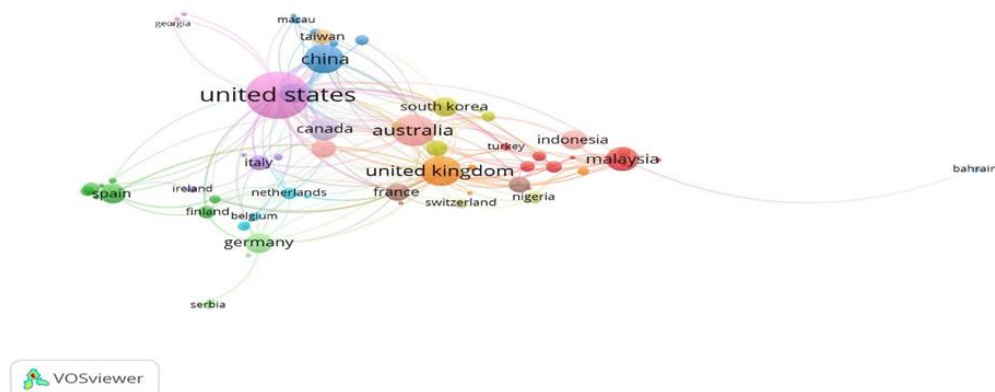 macau
georgia
taiwan
china
united states
south korea
canada
australia
turkey
indonesia
italy
malaysia
united kingdom
bahrain
spain
ireland
netherlands
france
nigeria
switzerland
finland
belgium
germany
serbia
VOSviewer